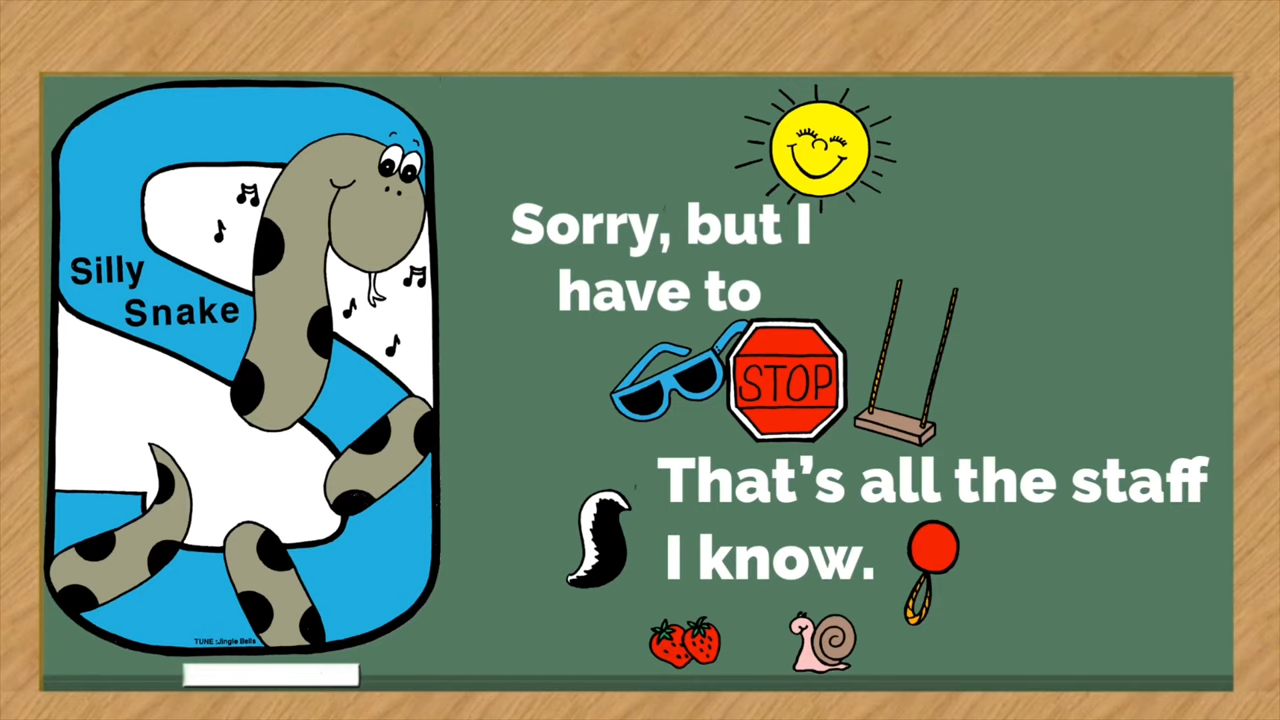 Silly
Snake
TUNE :Jingle Bells
Sorry, but I
have to
STOP
That's all the staff
I know.